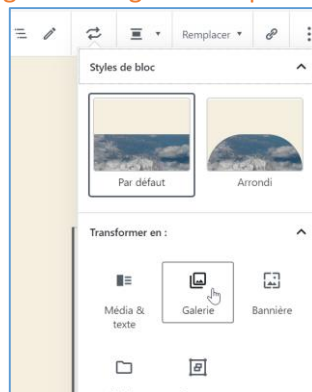 Remplacer
Styles de bloc
Par défaut
Arrondi
Transformer en :
Média &
texte
Galerie
Bannière